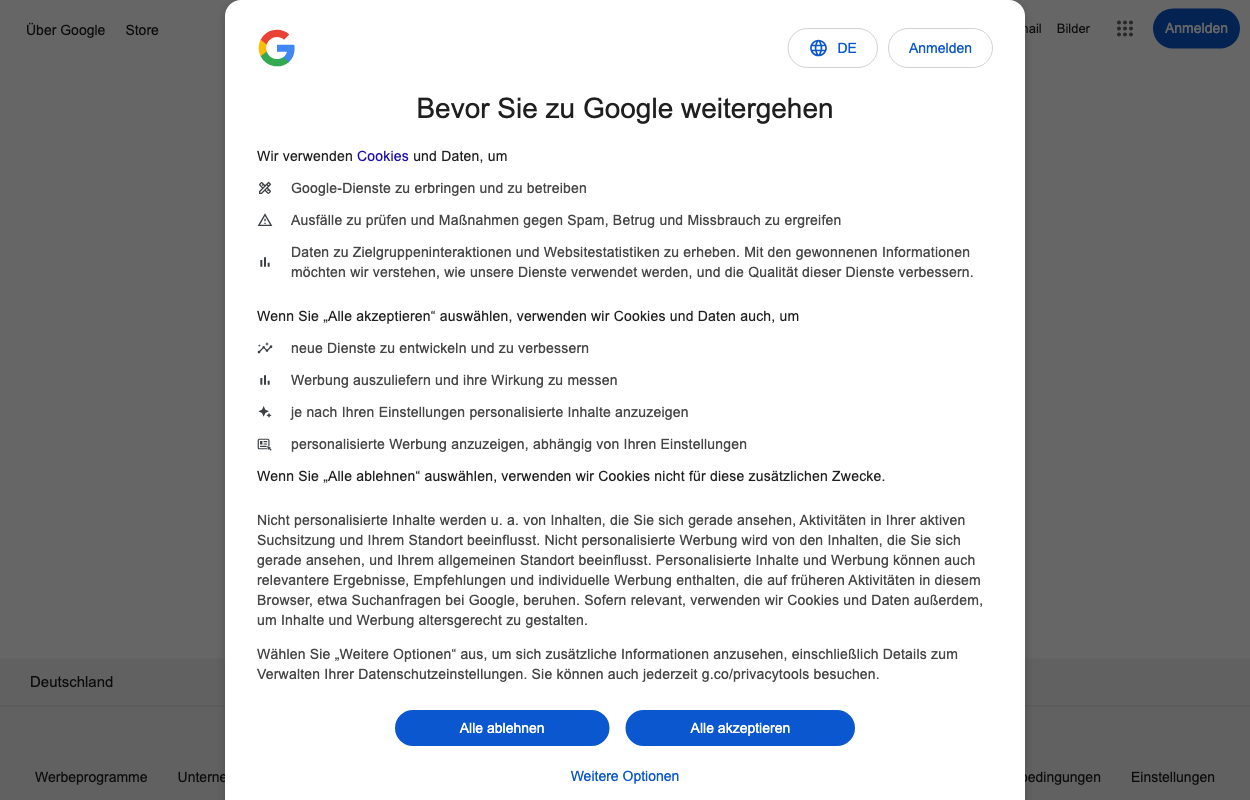 Über Google
Store
Bilder
Anmelden
DE
Anmelden
Bevor Sie zu Google weitergehen
Wir verwenden Cookies und Daten, um
Google-Dienste zu erbringen und zu betreiben
Ausfälle zu prüfen und Maßnahmen gegen Spam, Betrug und Missbrauch zu ergreifen
Daten zu Zielgruppeninteraktionen und Websitestatistiken zu erheben. Mit den gewonnenen Informationen
möchten wir verstehen, wie unsere Dienste verwendet werden, und die Qualität dieser Dienste verbessern.
Wenn Sie „Alle akzeptieren“ auswählen, verwenden wir Cookies und Daten auch, um
neue Dienste zu entwickeln und zu verbessern
Werbung auszuliefern und ihre Wirkung zu messen
je nach Ihren Einstellungen personalisierte Inhalte anzuzeigen
personalisierte Werbung anzuzeigen, abhängig von Ihren Einstellungen
Wenn Sie „Alle ablehnen“ auswählen, verwenden wir Cookies nicht für diese zusätzlichen Zwecke.
Nicht personalisierte Inhalte werden u. a. von Inhalten, die Sie sich gerade ansehen, Aktivitäten in Ihrer aktiven
Suchsitzung und Ihrem Standort beeinflusst. Nicht personalisierte Werbung wird von den Inhalten, die Sie sich
gerade ansehen, und Ihrem allgemeinen Standort beeinflusst. Personalisierte Inhalte und Werbung können auch
relevantere Ergebnisse, Empfehlungen und individuelle Werbung enthalten, die auf früheren Aktivitäten in diesem
Browser, etwa Suchanfragen bei Google, beruhen. Sofern relevant, verwenden wir Cookies und Daten außerdem,
um Inhalte und Werbung altersgerecht zu gestalten.
Wählen Sie „Weitere Optionen“ aus, um sich zusätzliche Informationen anzusehen, einschließlich Details zum
Verwalten Ihrer Datenschutzeinstellungen. Sie können auch jederzeit g.co/privacytools besuchen.
Deutschland
Alle ablehnen
Alle akzeptieren
Weitere Optionen
Werbeprogramme
Unterne
bedingungen
Einstellungen